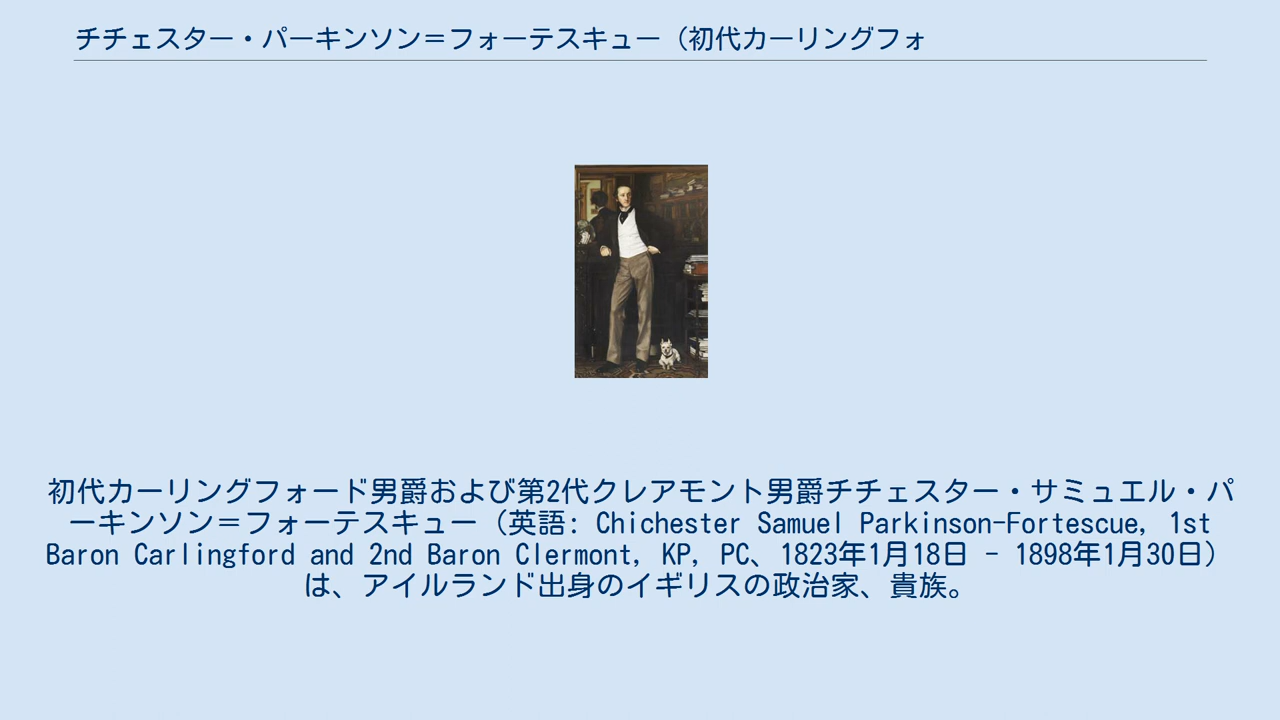 チチェスター・パーキンソン＝フォーテスキュー（初代カーリングフォ
初代カーリングフォード男爵および第2代クレアモント男爵チチェスター・サミュエル・パ
ーキンソン＝フォーテスキュー（英語: Chichester Samuel Parkinson-Fortescue, 1st
Baron Carlingford and 2nd Baron Clermont, KP, PC、1823年1月18日 - 1898年1月30日）
は、アイルランド出身のイギリスの政治家、貴族。